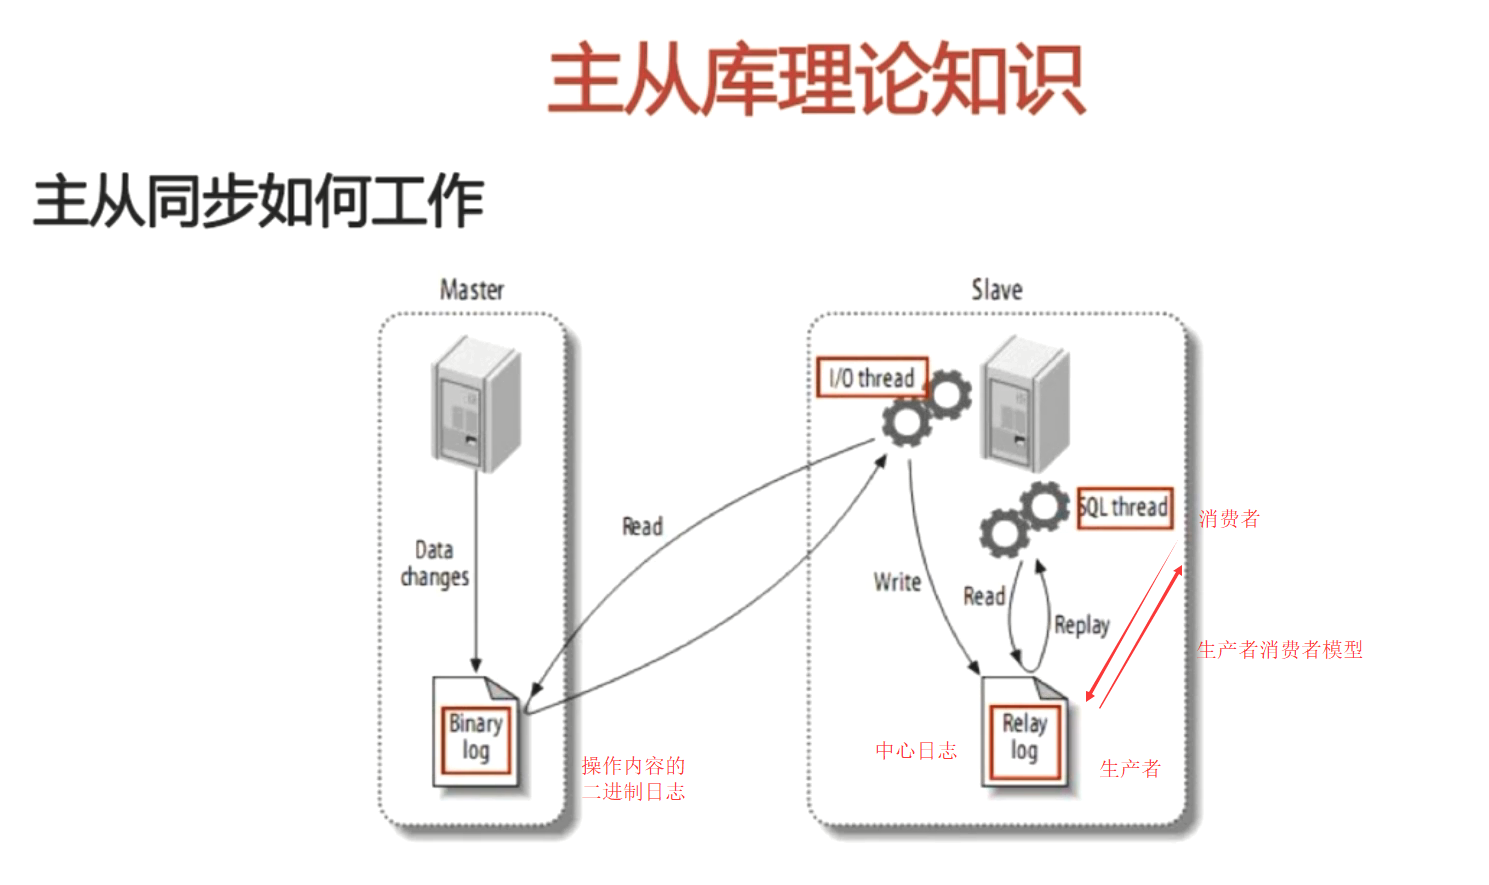 主从库理论知识
主从同步如何工作
Master
Slave
I/O thread
SQL thread
消费者
Read
Data
changes
Write
Read
Replay
生产者消费者模型
Binary
log
Relay
log
中心日志
生产者
操作内容的
二进制日志